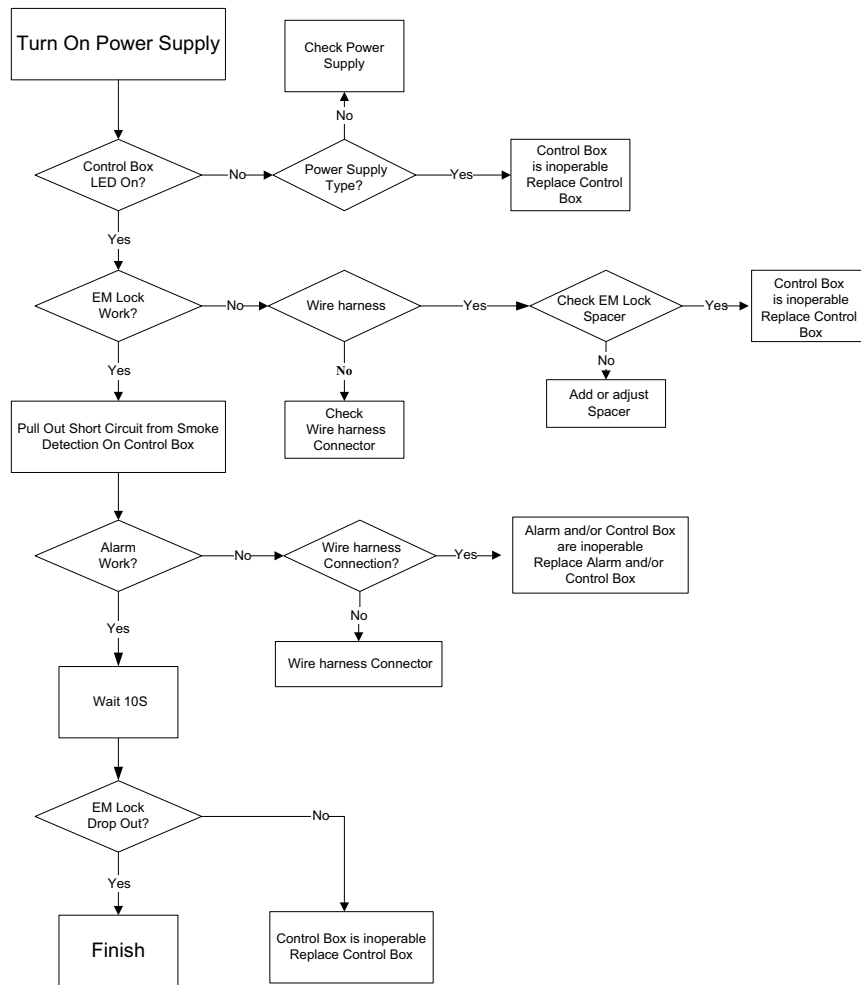 Turn On Power Supply
Check Power
Supply
No
Control Box
LED On?
No
Power Supply
Type?
Yes
Control Box
is inoperable
Replace Control
Box
Yes
EM Lock
Work?
No
Wire harness
Yes
Check EM Lock
Spacer
Yes
Control Box
is inoperable
Replace Control
Box
Yes
No
No
Pull Out Short Circuit from Smoke
Detection On Control Box
Check
Wire harness
Connector
Add or adjust
Spacer
Alarm
Work?
No
Wire harness
Connection?
Yes
Alarm and/or Control Box
are inoperable
Replace Alarm and/or
Control Box
Yes
No
Wire harness Connector
Wait 10S
EM Lock
Drop Out?
No
Yes
Finish
Control Box is inoperable
Replace Control Box